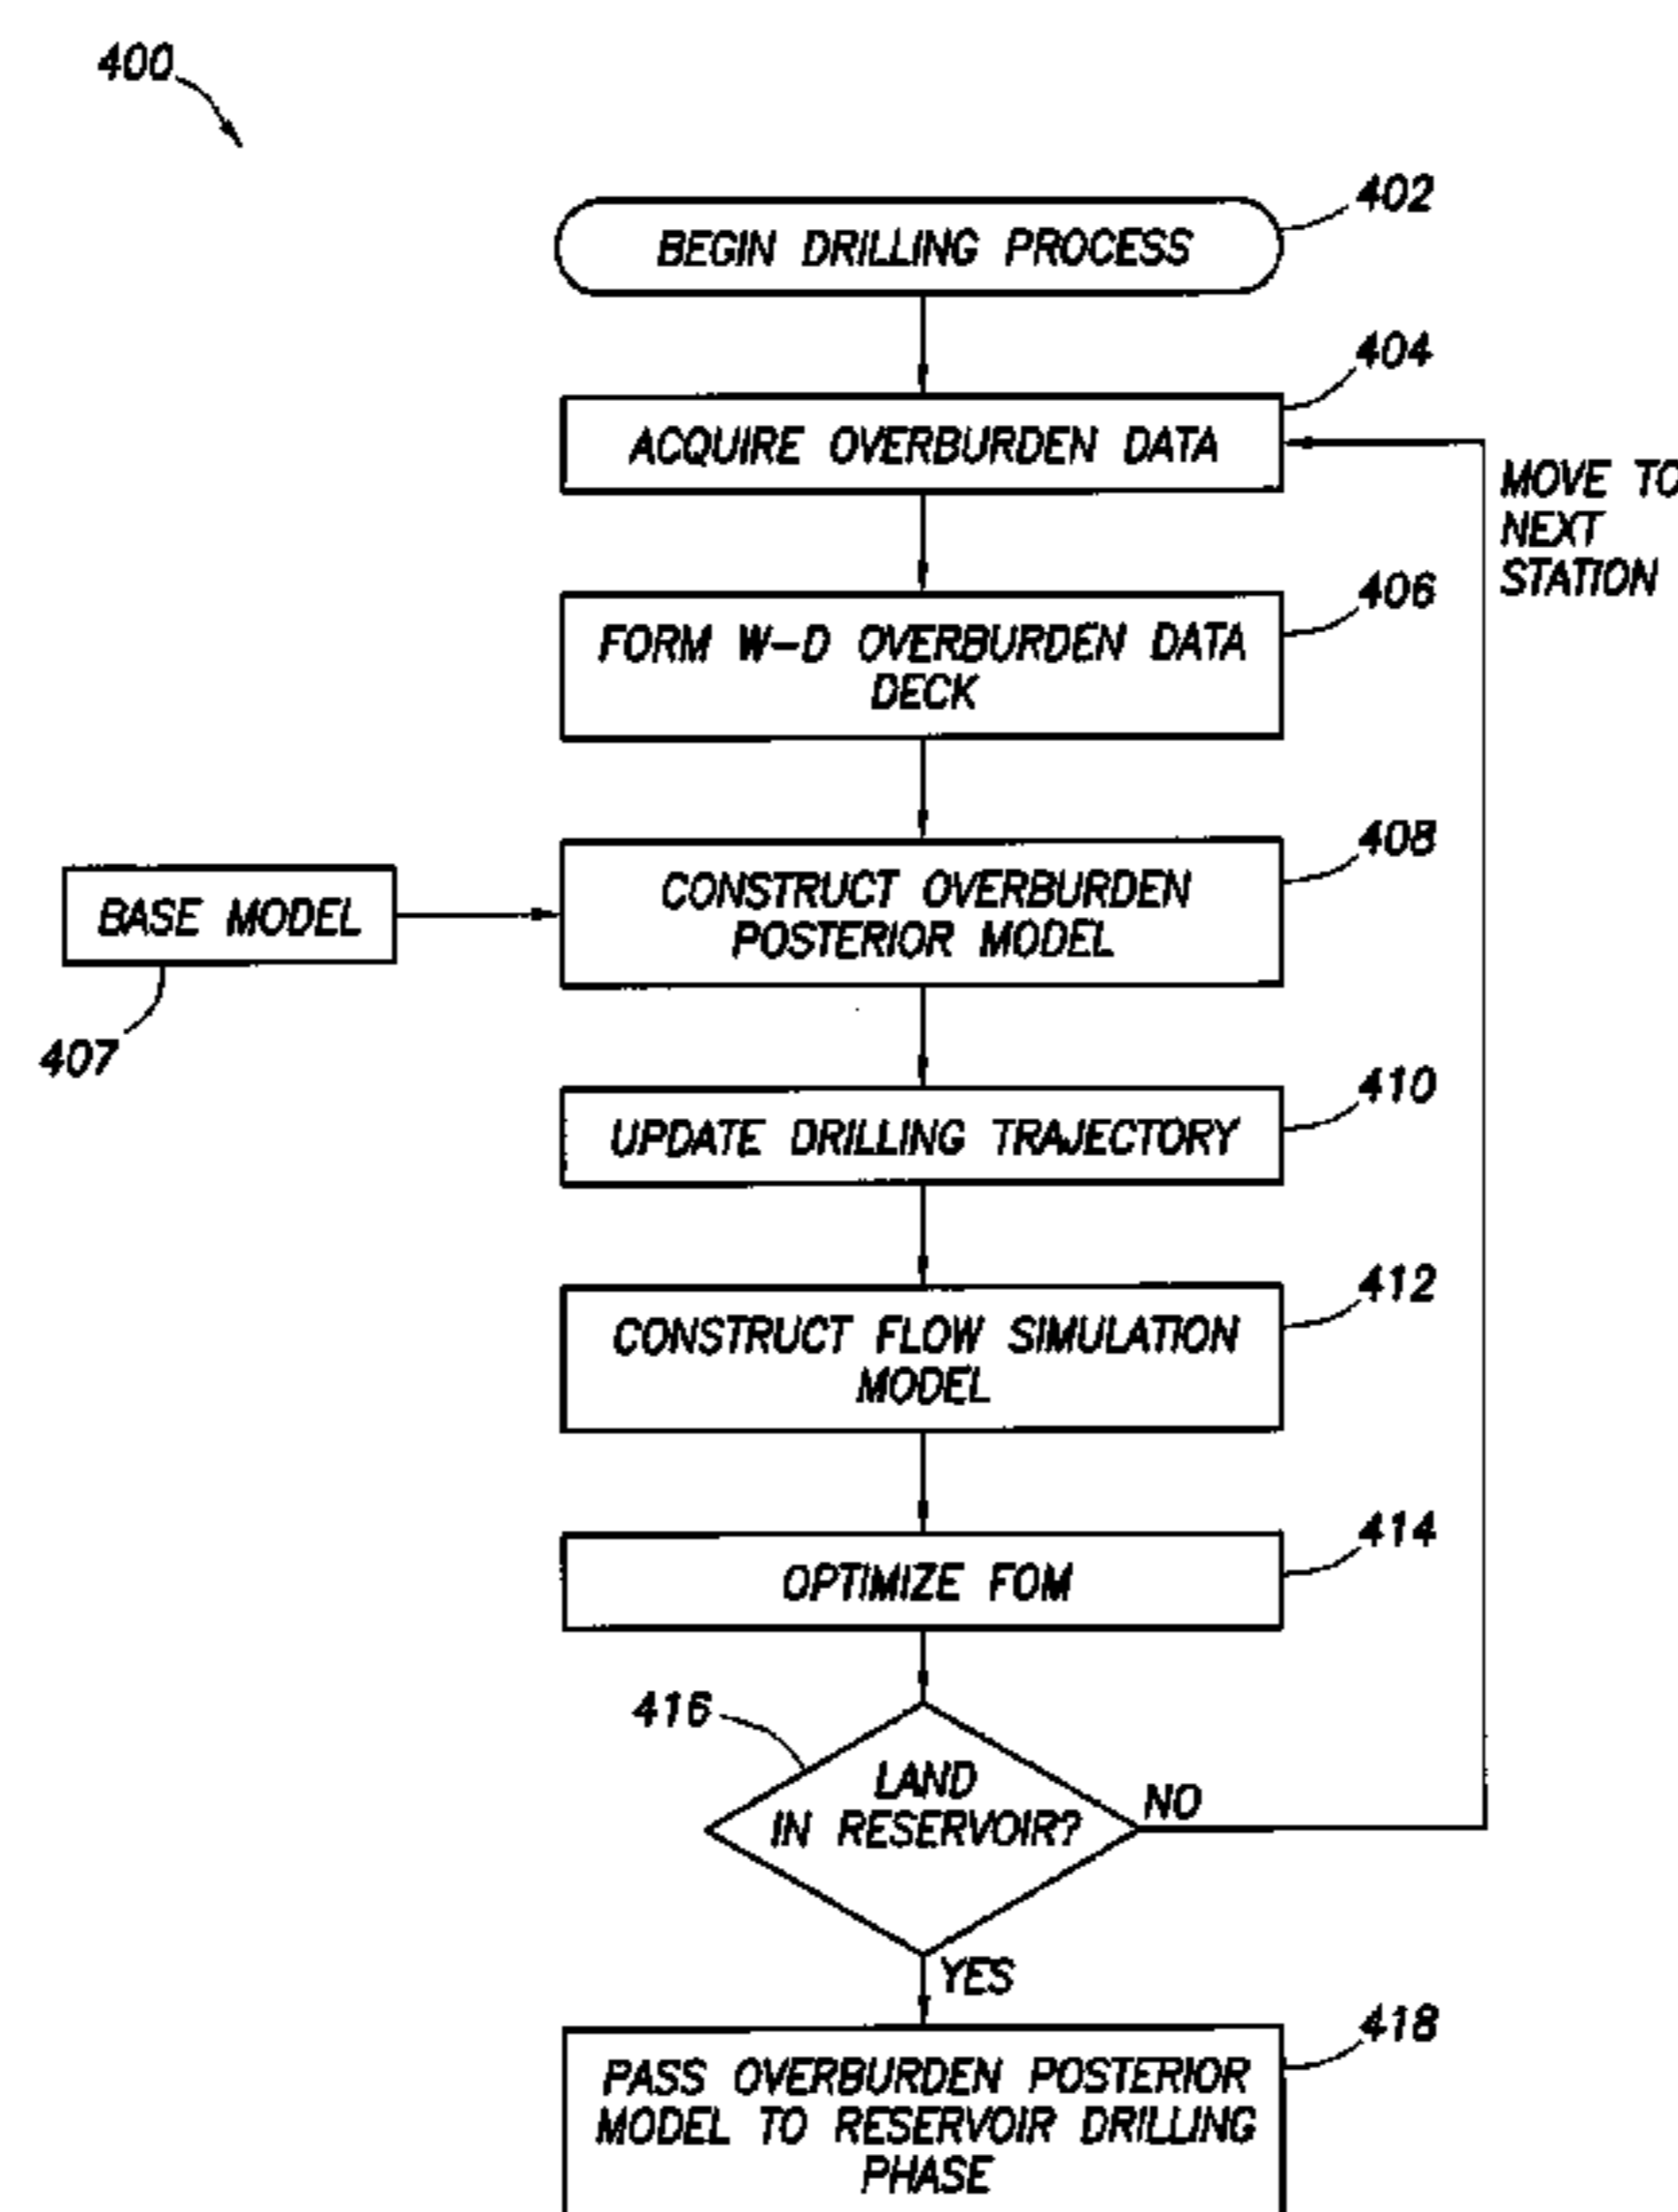 400
402
BEGIN DRILLING PROCESS
404
ACQUIRE OVERBURDEN DATA
MOVE TO
NEXT
STATION
406
FORM W-D OVERBURDEN DATA
DECK
408
CONSTRUCT OVERBURDEN
POSTERIOR MODEL
BASE MODEL
407
410
UPDATE DRILLING TRAJECTORY
412
CONSTRUCT FLOW SIMULATION
MODEL
414
OPTIMIZE FOM
416
LAND
IN RESERVOIR?
NO
YES
418
PASS OVERBURDEN POSTERIOR
MODEL TO RESERVOIR DRILLING
PHASE